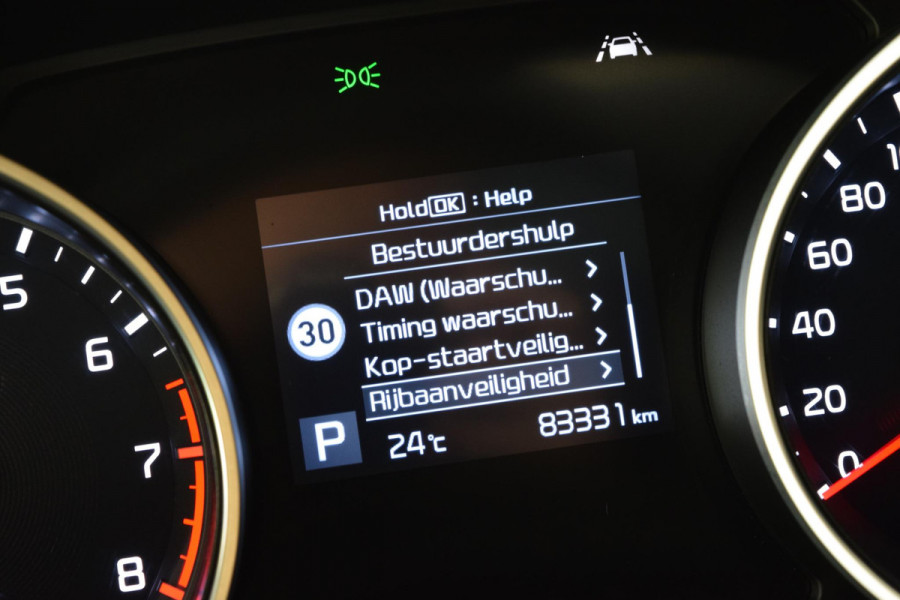 Hold OK : Help
Bestuurdershulp
DAW (Waarschu...
Timing waarschu...
Kop-staartveilig...
Rijbaanveiligheid
30
P
24°C
83331 km
5
6
7
8
80
60
40
20
0